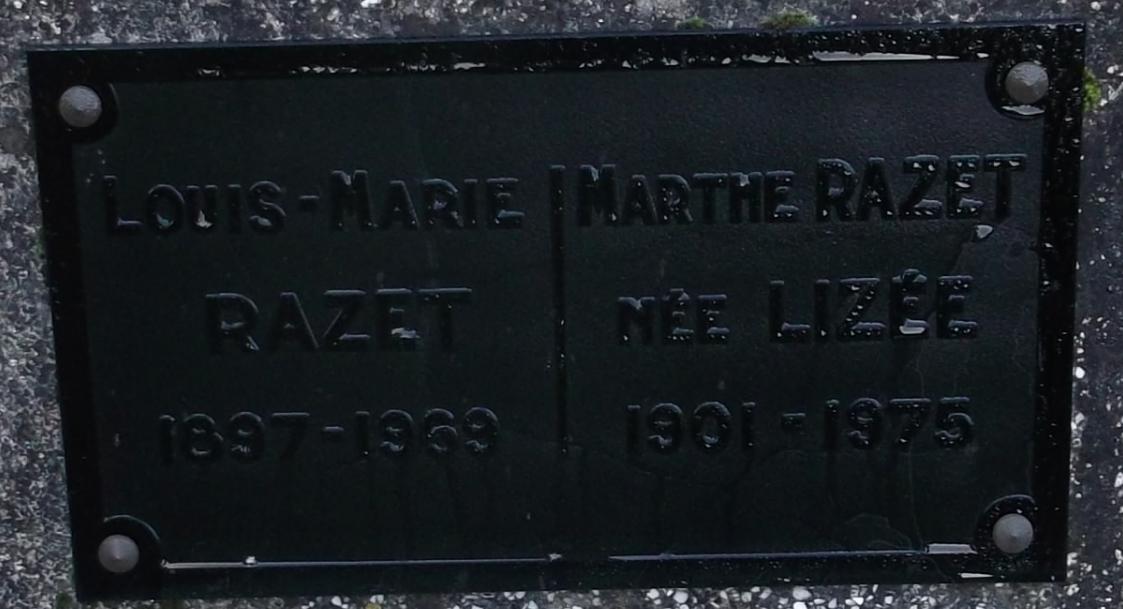 LOUIS-MARIE
RAZET
1897-1969
MARTHE RAZET
NÉE LIZÉE
1901-1975